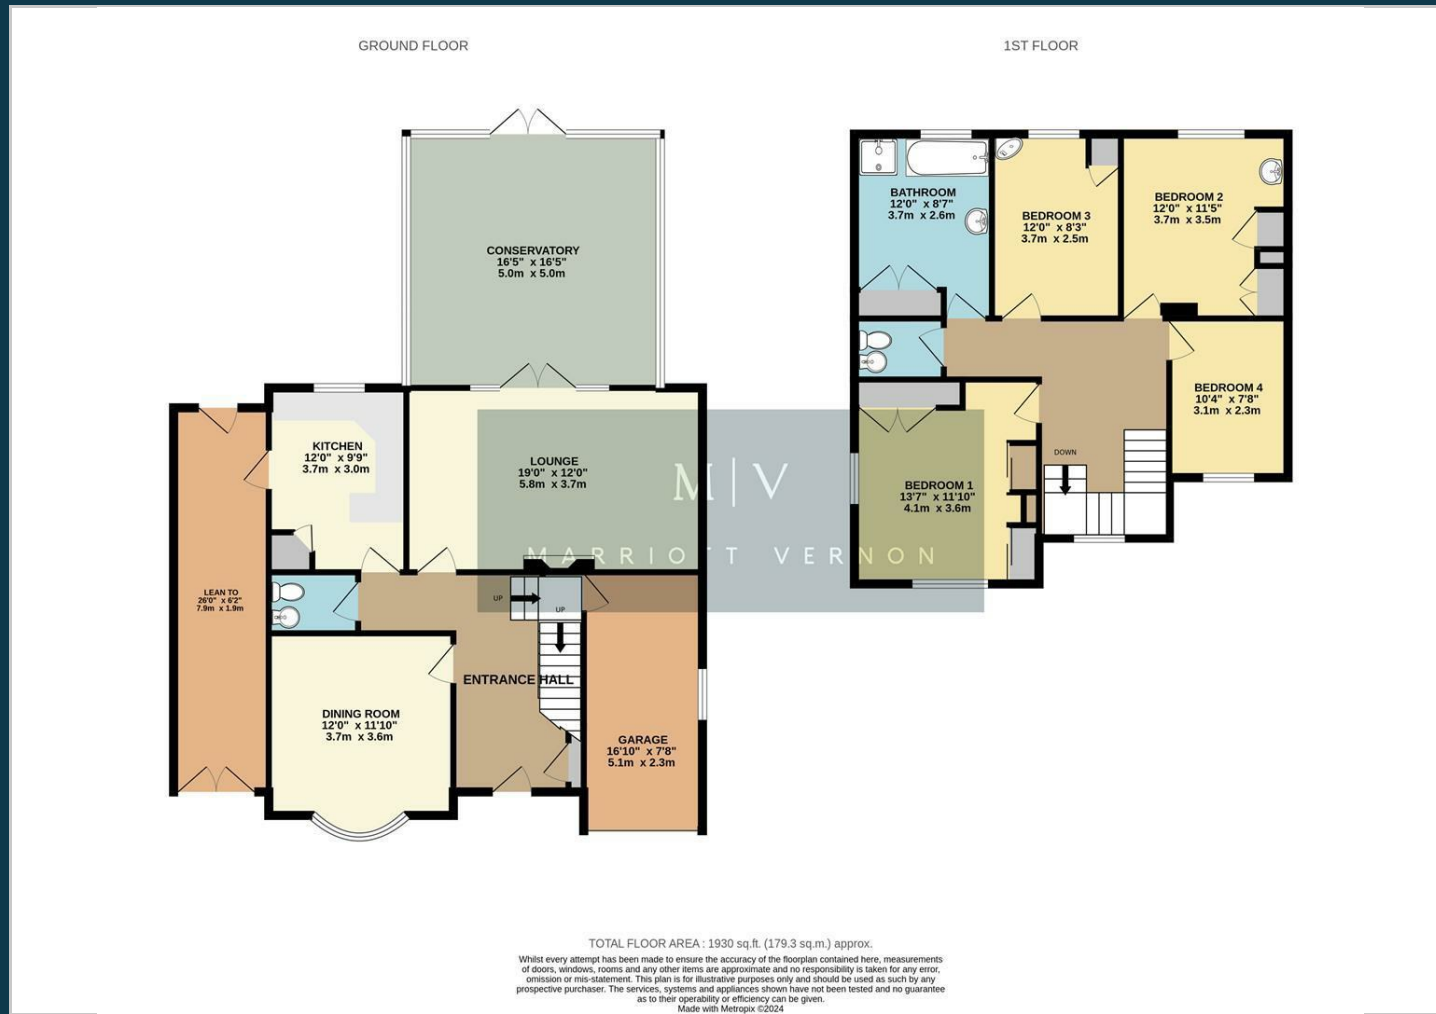 GROUND FLOOR
1ST FLOOR
CONSERVATORY
16'5" x 16'5"
5.0m x 5.0m
KITCHEN
12'0" x 9'9"
3.7m x 3.0m
LOUNGE
19'0" x 12'0"
5.8m x 3.7m
LEAN TO
26'0" x 6'2"
7.9m x 1.9m
UP
UP
ENTRANCE HALL
DINING ROOM
12'0" x 11'10"
3.7m x 3.6m
GARAGE
16'10" x 7'8"
5.1m x 2.3m
BATHROOM
12'0" x 8'7"
3.7m x 2.6m
BEDROOM 3
12'0" x 8'3"
3.7m x 2.5m
BEDROOM 2
12'0" x 11'5"
3.7m x 3.5m
BEDROOM 4
10'4" x 7'8"
3.1m x 2.3m
DOWN
BEDROOM 1
13'7" x 11'10"
4.1m x 3.6m
M|V
MARRIOTT VERNON
TOTAL FLOOR AREA : 1930 sq.ft. (179.3 sq.m.) approx.
Whilst every attempt has been made to ensure the accuracy of the floorplan contained here, measurements
of doors, windows, rooms and any other items are approximate and no responsibility is taken for any error,
omission or mis-statement. This plan is for illustrative purposes only and should be used as such by any
prospective purchaser. The services, systems and appliances shown have not been tested and no guarantee
as to their operability or efficiency can be given.
Made with Metropix ©2024